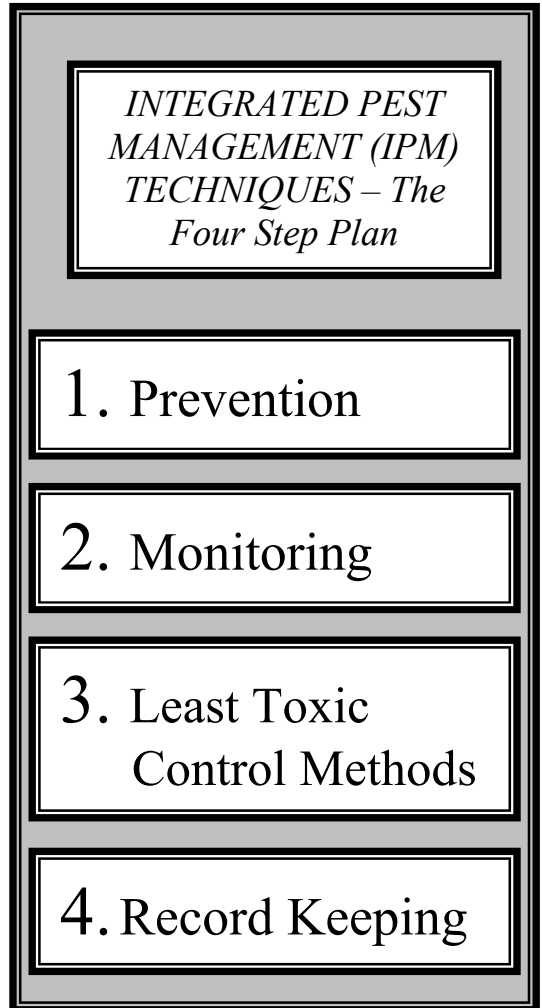 INTEGRATED PEST
MANAGEMENT (IPM)
TECHNIQUES – The
Four Step Plan
1. Prevention
2. Monitoring
3. Least Toxic
Control Methods
4. Record Keeping